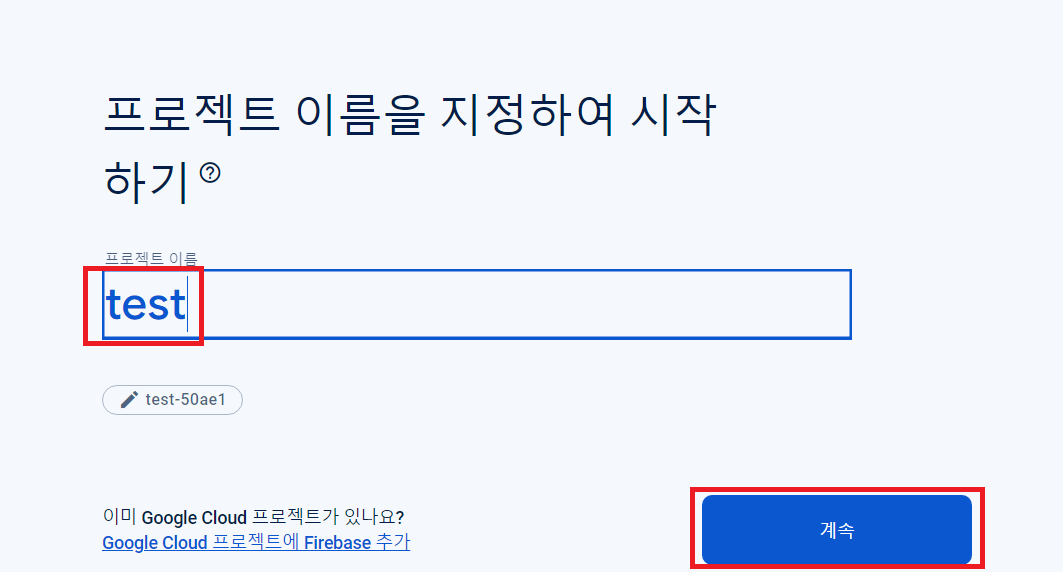 프로젝트 이름을 지정하여 시작
하기
프로젝트 이름
test
test-50ae1
이미 Google Cloud 프로젝트가 있나요?
Google Cloud 프로젝트에 Firebase 추가
계속